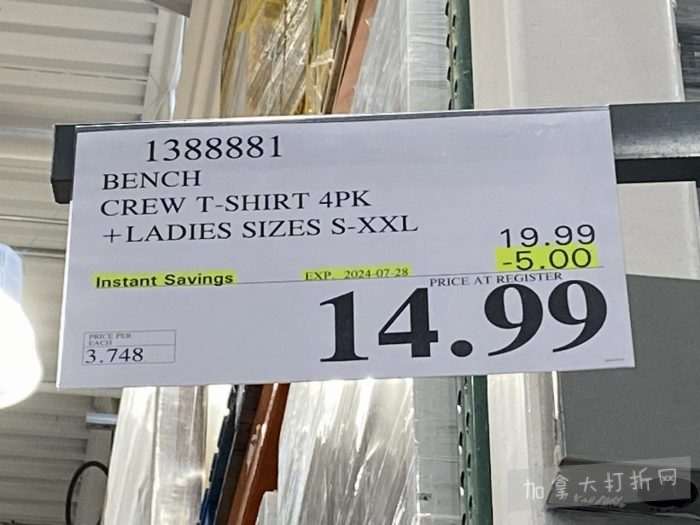 1388881
BENCH
CREW T-SHIRT 4PK
+LADIES SIZES S-XXL
19.99
-5.00
Instant Savings
EXP. 2024-07-28
PRICE AT REGISTER
14.99
PRICE PER
EACH
3.748
加拿大打折网